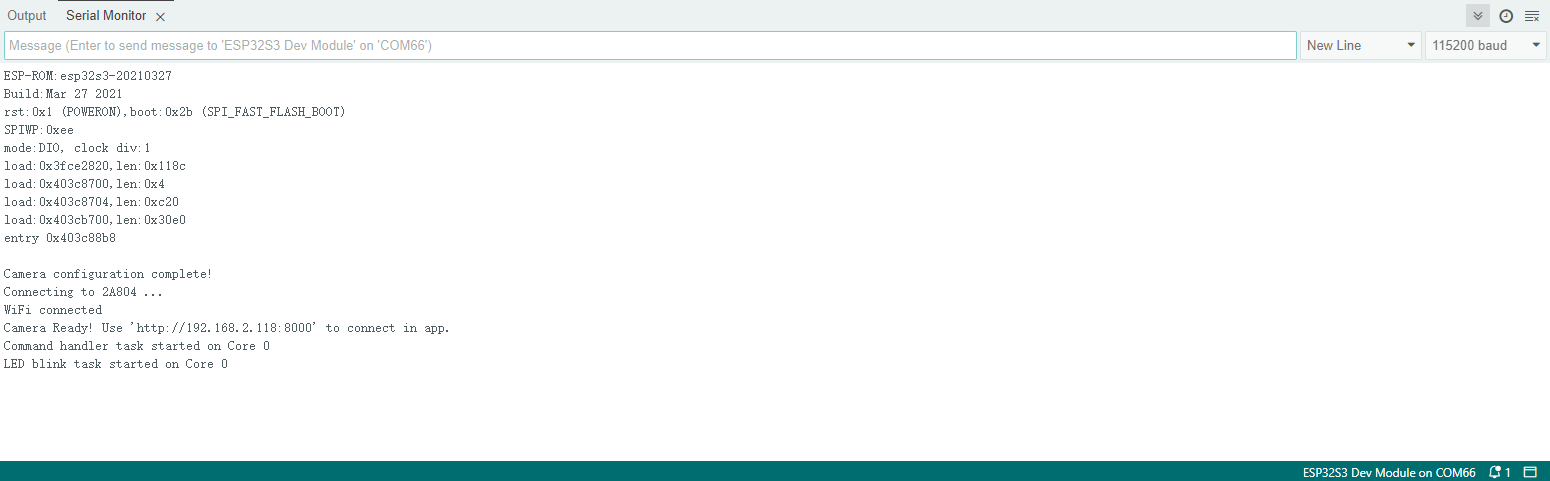 Output Serial Monitor
Message (Enter to send message to 'ESP32S3 Dev Module' on 'COM66') New Line 115200 baud
ESP-ROM:esp32s3-20210327
Build:Mar 27 2021
rst:0x1 (POWERON),boot:0x2b (SPI_FAST_FLASH_BOOT)
SPIWP:0xee
mode:DIO, clock div:1
load:0x3fce2820,len:0x118c
load:0x403c8700,len:0x4
load:0x403c8704,len:0xc20
load:0x403cb700,len:0x30e0
entry 0x403c88b8
Camera configuration complete!
Connecting to 2A804 ...
WiFi connected
Camera Ready! Use 'http://192.168.2.118:8000' to connect in app.
Command handler task started on Core 0
LED blink task started on Core 0
ESP32S3 Dev Module on COM66 1